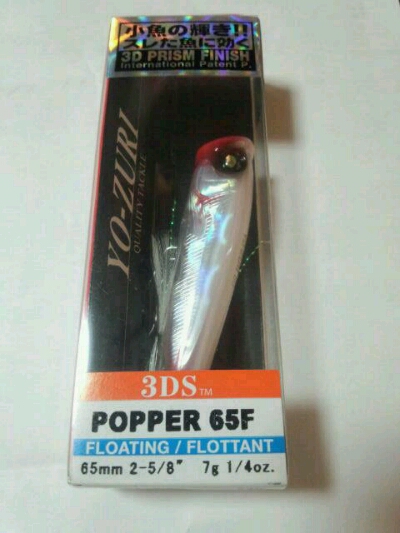 小魚の輝き!!
スレた魚に効く
3D PRISM FINISH
International Patent P.
YO-ZURI
QUALITY TACKLE
3DS™
POPPER 65F
FLOATING / FLOTTANT
65mm 2-5/8" 7g 1/4oz.